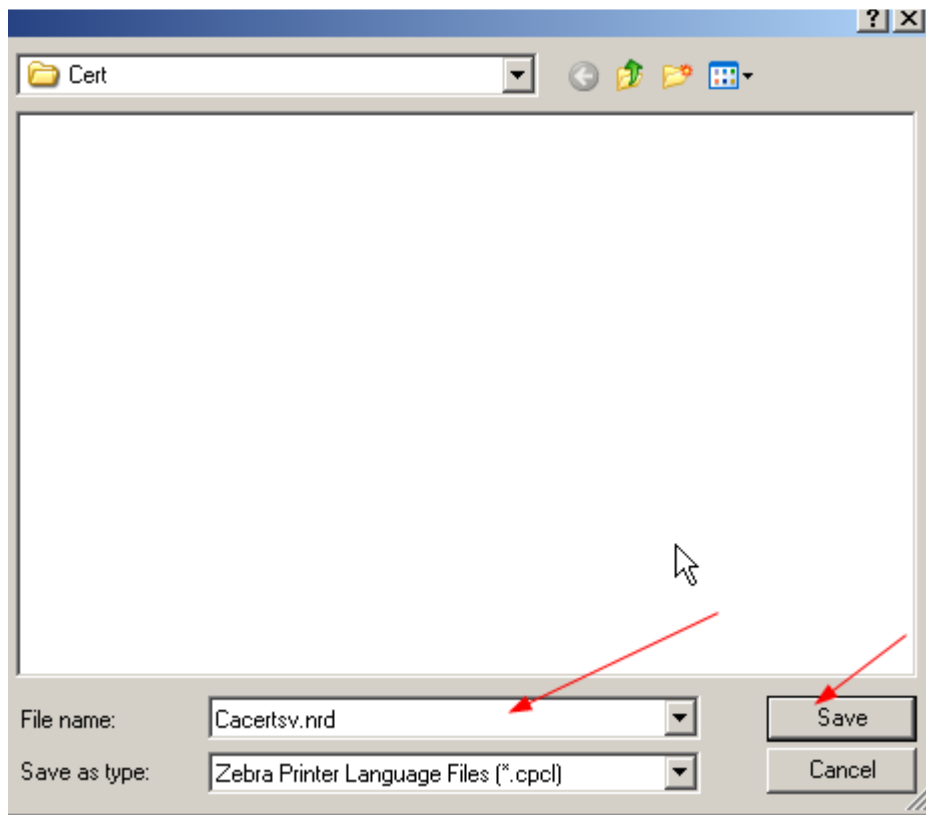 Cert
File name:
Cacertsv.nrd
Save
Save as type:
Zebra Printer Language Files (*.cpcl)
Cancel